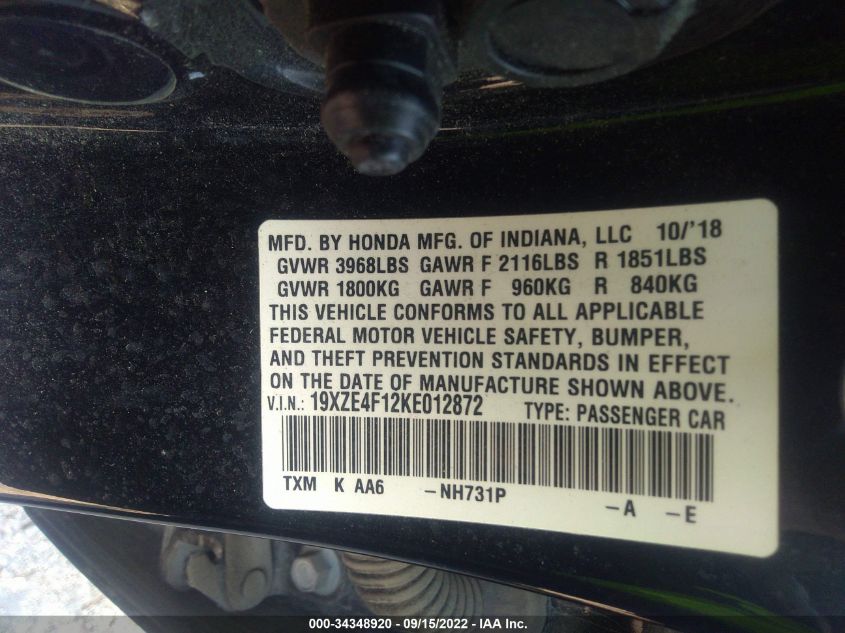 MFD. BY HONDA MFG. OF INDIANA, LLC 10/'18
GVWR 3968LBS GAWR F 2116LBS R 1851LBS
GVWR 1800KG GAWR F 960KG R 840KG
THIS VEHICLE CONFORMS TO ALL APPLICABLE
FEDERAL MOTOR VEHICLE SAFETY, BUMPER,
AND THEFT PREVENTION STANDARDS IN EFFECT
ON THE DATE OF MANUFACTURE SHOWN ABOVE.
V.I.N.: 19XZE4F12KE012872 TYPE: PASSENGER CAR
TXM K AA6 -NH731P
-A -E
000-34348920 - 09/15/2022 - IAA Inc.